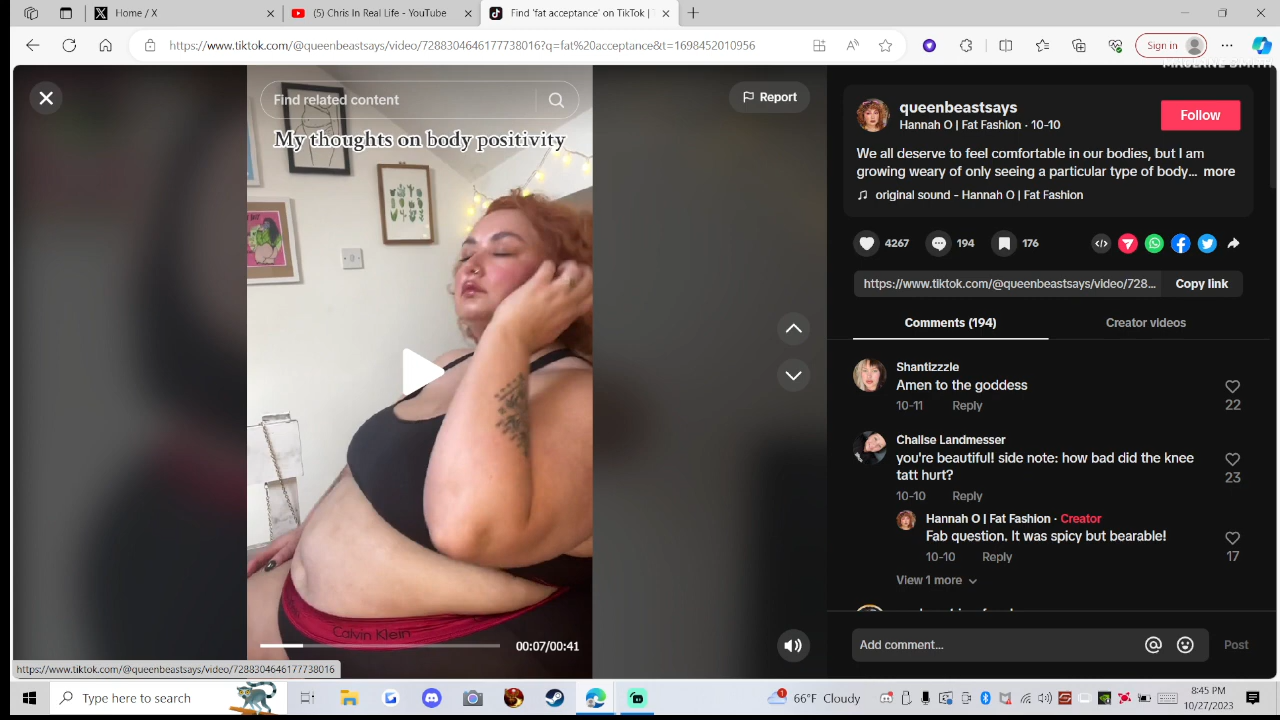 Home / X
(5) Chris In Real Life - YouTube
Find 'fat acceptance' on TikTok | T
https://www.tiktok.com/@queenbeastsays/video/7288304646177738016?q=fat%20acceptance&t=1698452010956
Sign in
Find related content
Report
My thoughts on body positivity
Calvin Klein
00:07/00:41
queenbeastsays
Hannah O | Fat Fashion · 10-10
Follow
We all deserve to feel comfortable in our bodies, but I am
growing weary of only seeing a particular type of body... more
original sound - Hannah O | Fat Fashion
4267
194
176
https://www.tiktok.com/@queenbeastsays/video/728...
Copy link
Comments (194)
Creator videos
Shantizzzle
Amen to the goddess
10-11 Reply
22
Chalise Landmesser
you're beautiful! side note: how bad did the knee
tatt hurt?
10-10 Reply
23
Hannah O | Fat Fashion · Creator
Fab question. It was spicy but bearable!
10-10 Reply
17
View 1 more
Add comment...
Post
https://www.tiktok.com/@queenbeastsays/video/7288304646177738016
Type here to search
1
66°F Cloudy
8:45 PM
10/27/2023